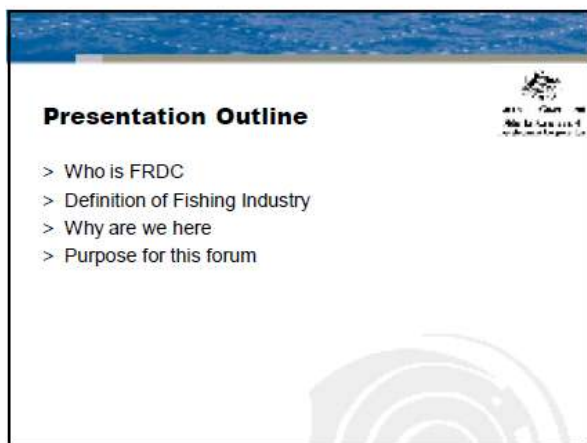 Presentation Outline
> Who is FRDC
> Definition of Fishing Industry
> Why are we here
> Purpose for this forum